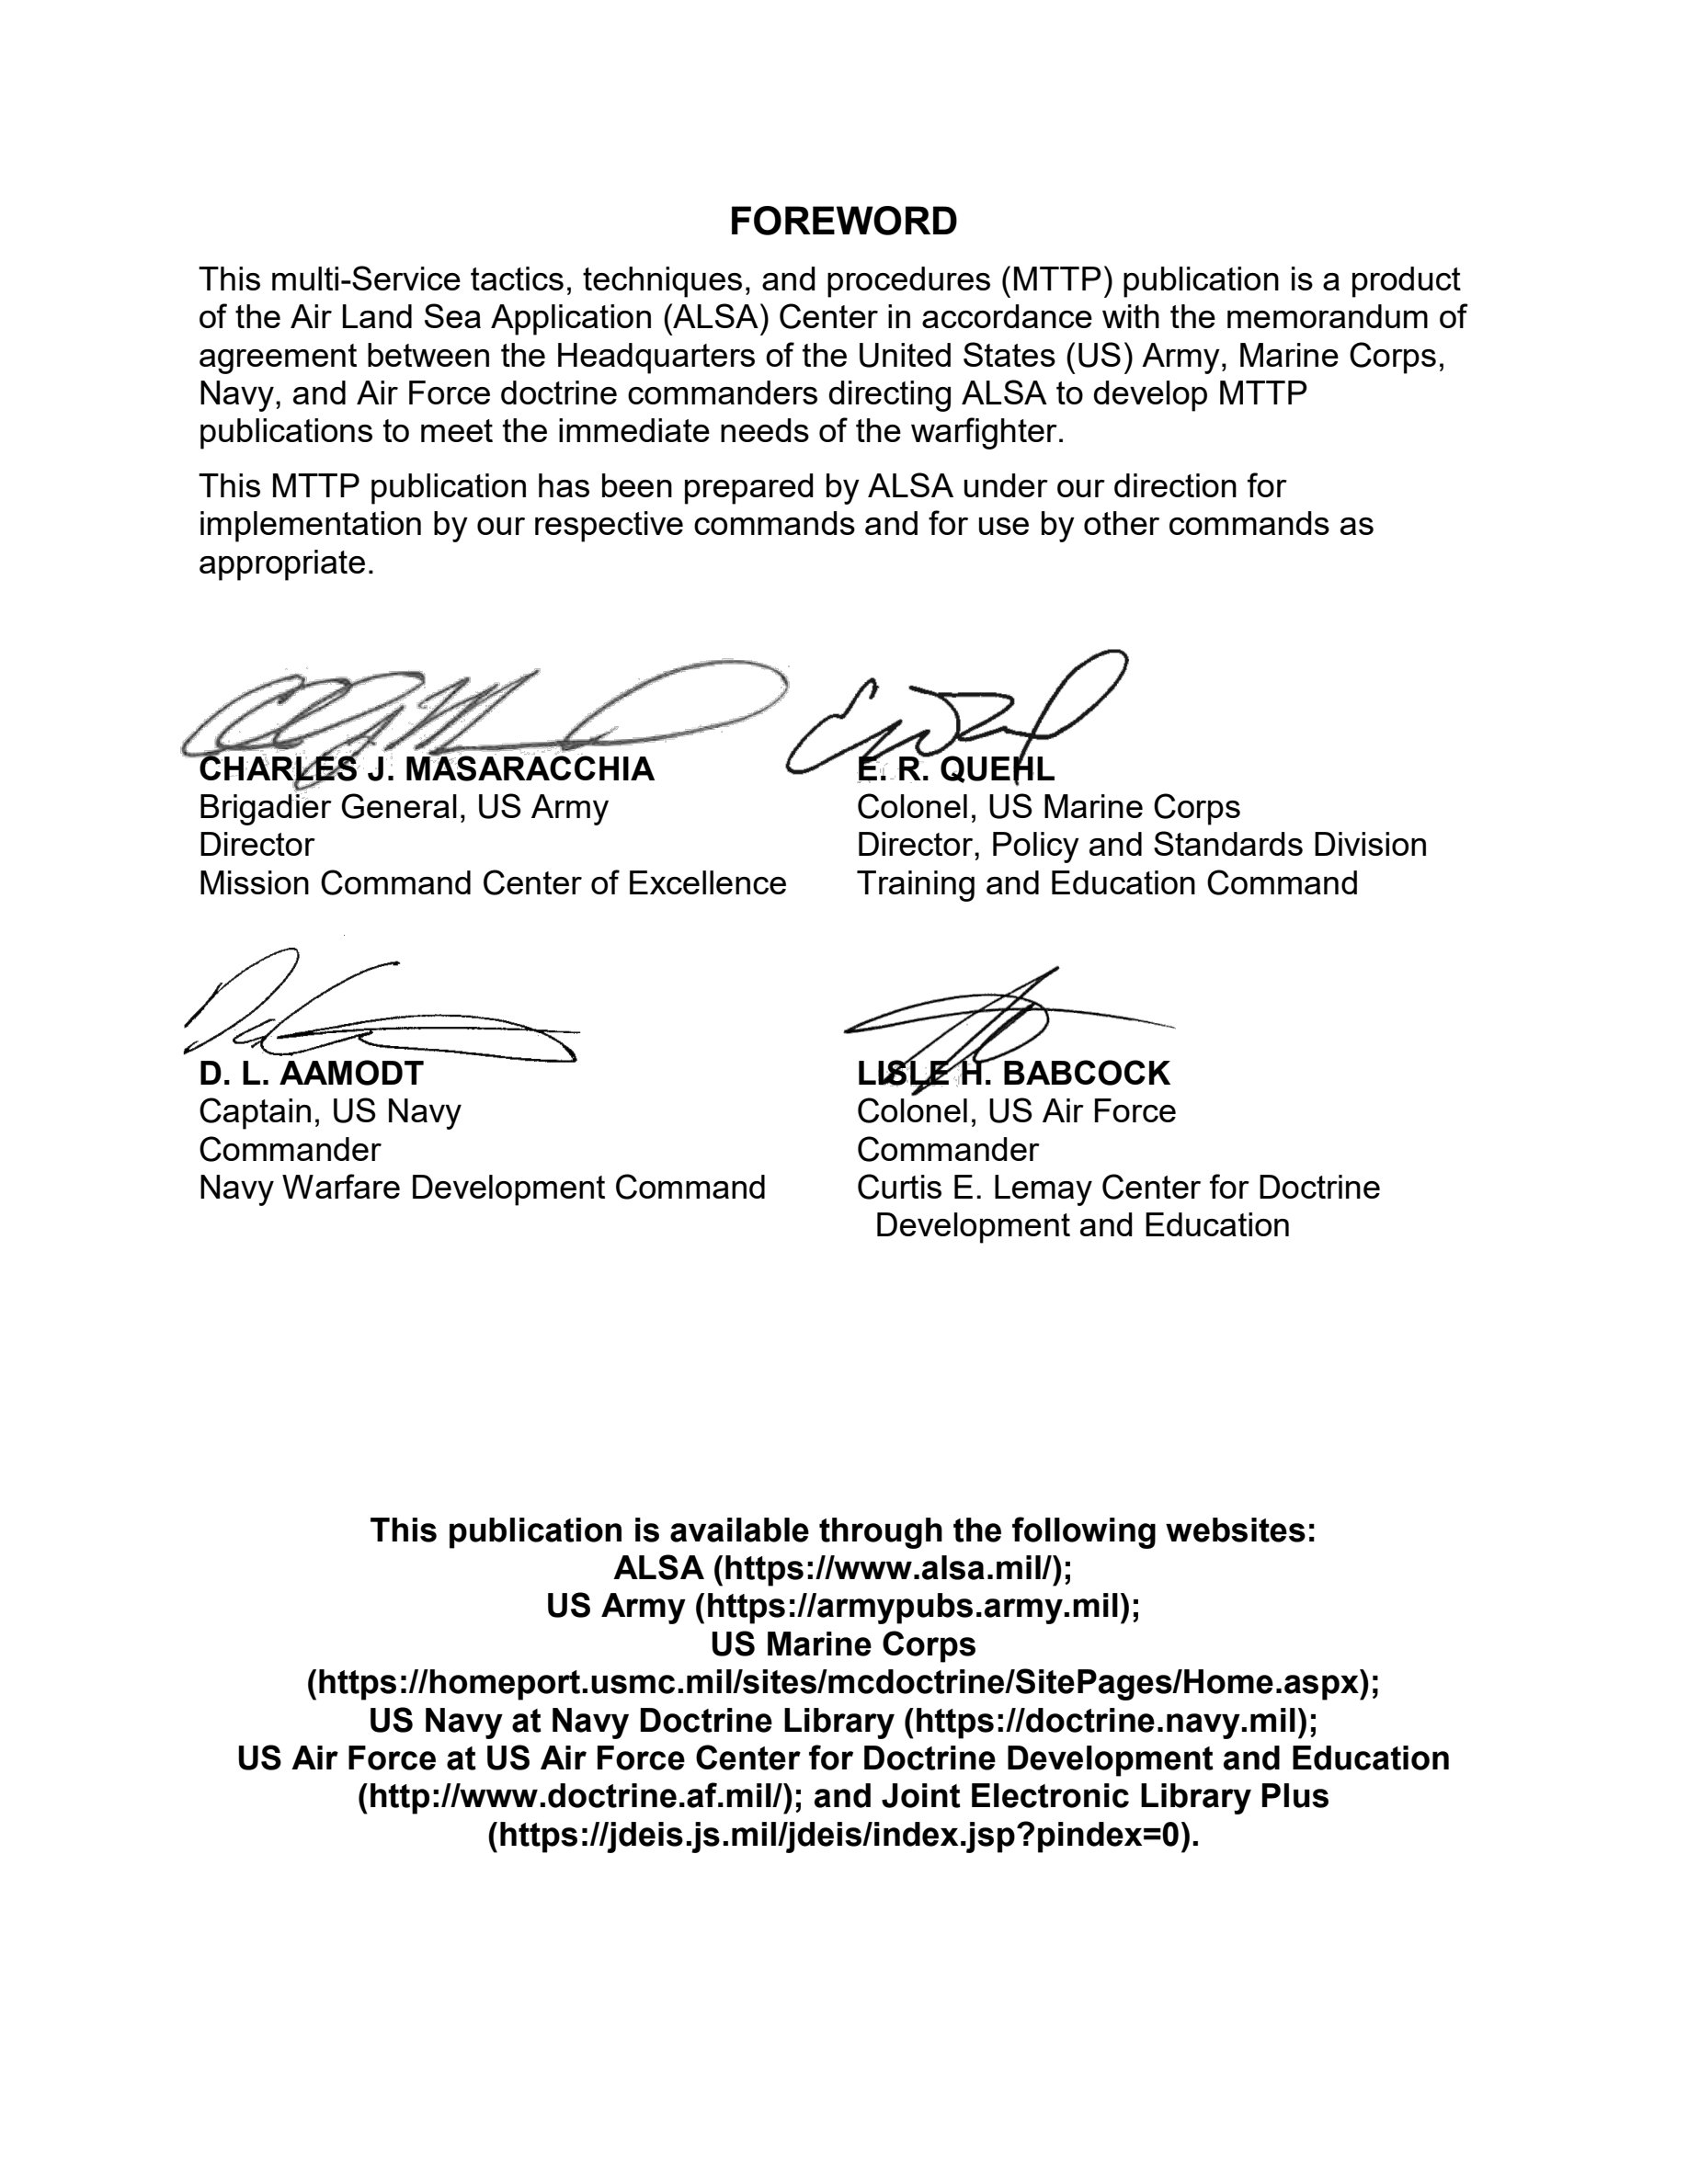 FOREWORD
This multi-Service tactics, techniques, and procedures (MTTP) publication is a product
of the Air Land Sea Application (ALSA) Center in accordance with the memorandum of
agreement between the Headquarters of the United States (US) Army, Marine Corps,
Navy, and Air Force doctrine commanders directing ALSA to develop MTTP
publications to meet the immediate needs of the warfighter.
This MTTP publication has been prepared by ALSA under our direction for
implementation by our respective commands and for use by other commands as
appropriate.
CHARLES J. MASARACCHIA
Brigadier General, US Army
Director
Mission Command Center of Excellence
E. R. QUEHL
Colonel, US Marine Corps
Director, Policy and Standards Division
Training and Education Command
D. L. AAMODT
Captain, US Navy
Commander
Navy Warfare Development Command
LISLE H. BABCOCK
Colonel, US Air Force
Commander
Curtis E. Lemay Center for Doctrine
Development and Education
This publication is available through the following websites:
ALSA (https://www.alsa.mil/);
US Army (https://armypubs.army.mil);
US Marine Corps
(https://homeport.usmc.mil/sites/mcdoctrine/SitePages/Home.aspx);
US Navy at Navy Doctrine Library (https://doctrine.navy.mil);
US Air Force at US Air Force Center for Doctrine Development and Education
(http://www.doctrine.af.mil/); and Joint Electronic Library Plus
(https://jdeis.js.mil/jdeis/index.jsp?pindex=0).